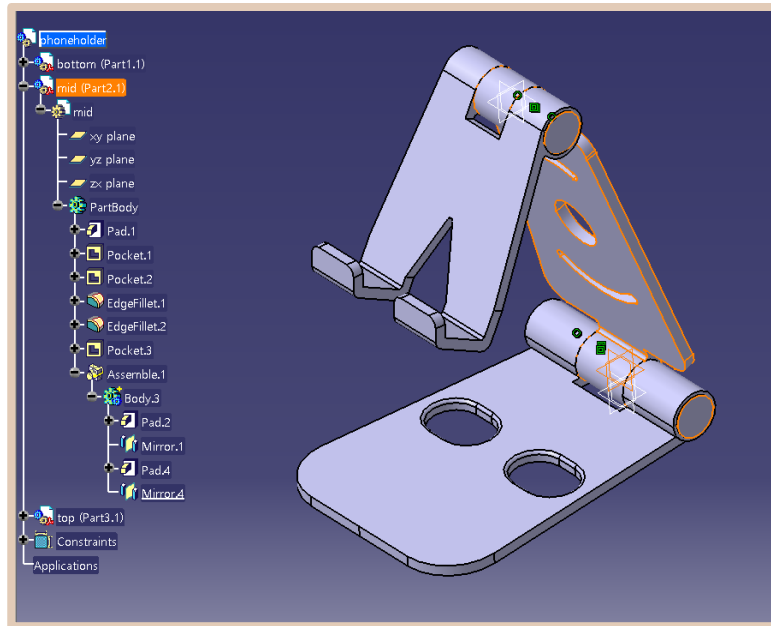 phoneholder
bottom (Part1.1)
mid (Part2.1)
mid
xy plane
yz plane
zx plane
PartBody
Pad.1
Pocket.1
Pocket.2
EdgeFillet.1
EdgeFillet.2
Pocket.3
Assemble.1
Body.3
Pad.2
Mirror.1
Pad.4
Mirror.4
top (Part3.1)
Constraints
Applications